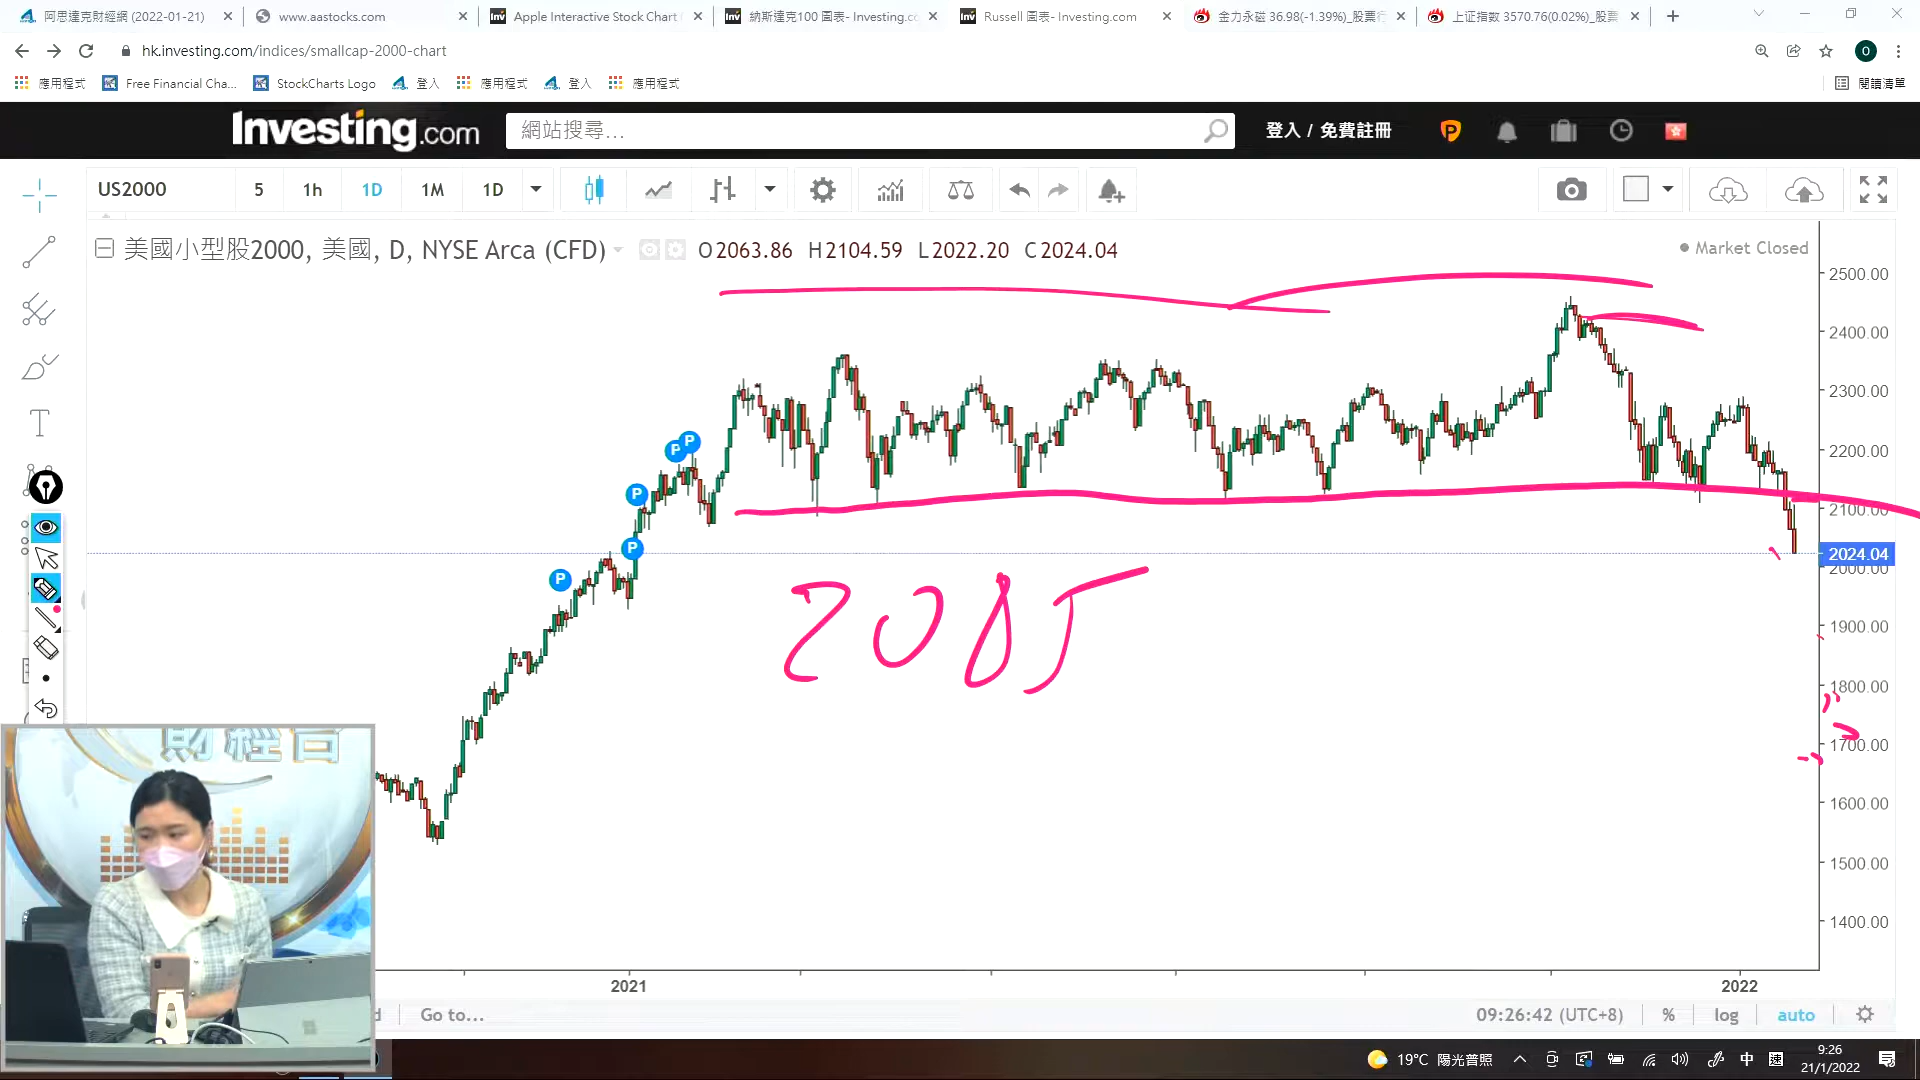 阿思達克財經網 (2022-01-21)
www.aastocks.com
Apple Interactive Stock Chart
納斯達克100 圖表- Investing.co
Russell 圖表- Investing.com
金力永磁 36.98(-1.39%)_股票行
上证指数 3570.76(0.02%)_股票
hk.investing.com/indices/smallcap-2000-chart
O
應用程式
Free Financial Cha...
StockCharts Logo
登入
應用程式
登入
應用程式
閱讀清單
Investing.com
網站搜尋...
登入 / 免費註冊
P
US2000
5
1h
1D
1M
1D
美國小型股2000, 美國, D, NYSE Arca (CFD)
O2063.86 H2104.59 L2022.20 C2024.04
Market Closed
2500.00
2400.00
2300.00
2200.00
2100.00
2024.04
2000.00
1900.00
1800.00
1700.00
1600.00
1500.00
1400.00
P
P
P
P
P
2085
財經台
2021
2022
Go to...
09:26:42 (UTC+8)
%
log
auto
19°C 陽光普照
中
9:26
21/1/2022